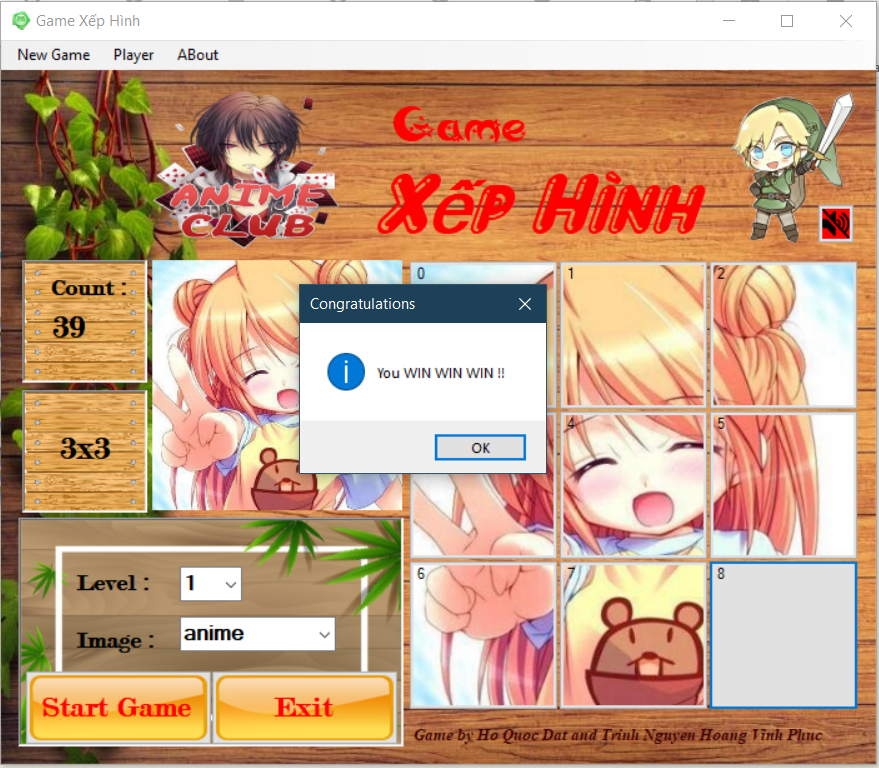 Game Xếp Hình
New Game Player ABout
Game
Xếp Hình
ANIME
CLUB
Count :
39
3x3
0
1
2
Congratulations
You WIN WIN WIN !!
OK
4
5
6
7
8
Level : 1
Image : anime
Start Game Exit
Game by Ho Quoc Dat and Trinh Nguyen Hoang Vinh Phuc